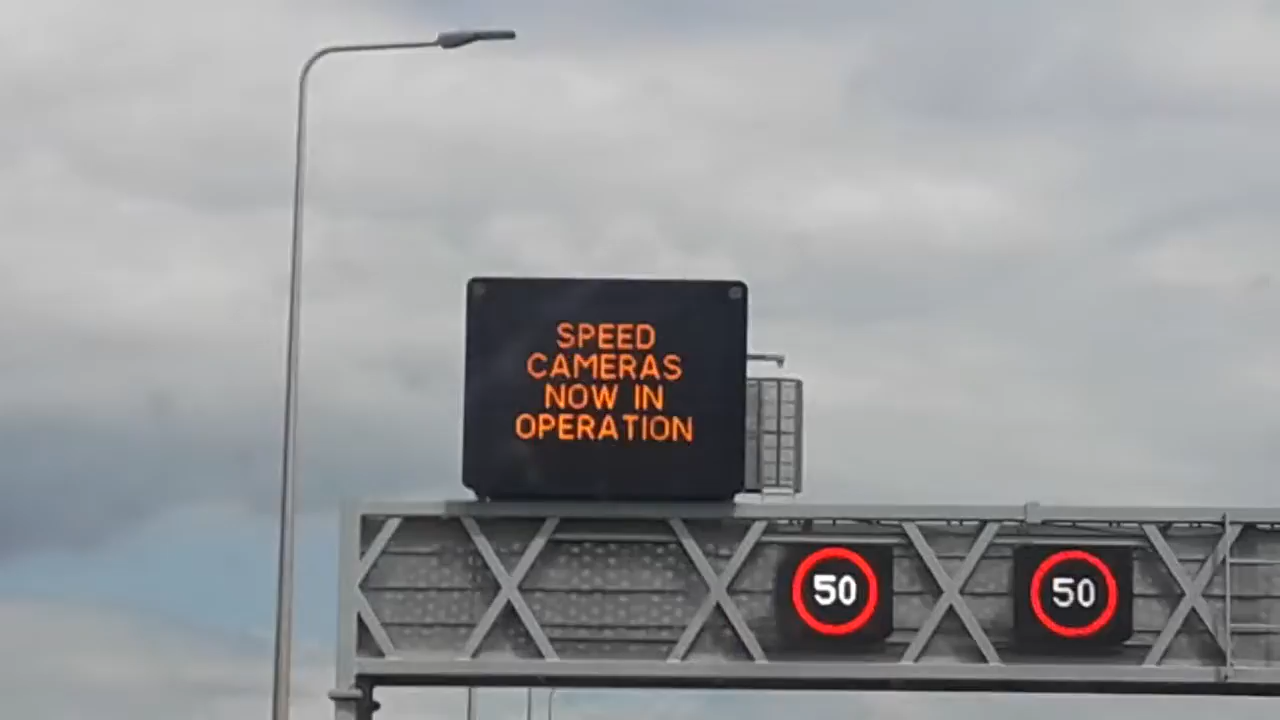 SPEED
CAMERAS
NOW IN
OPERATION
50
50